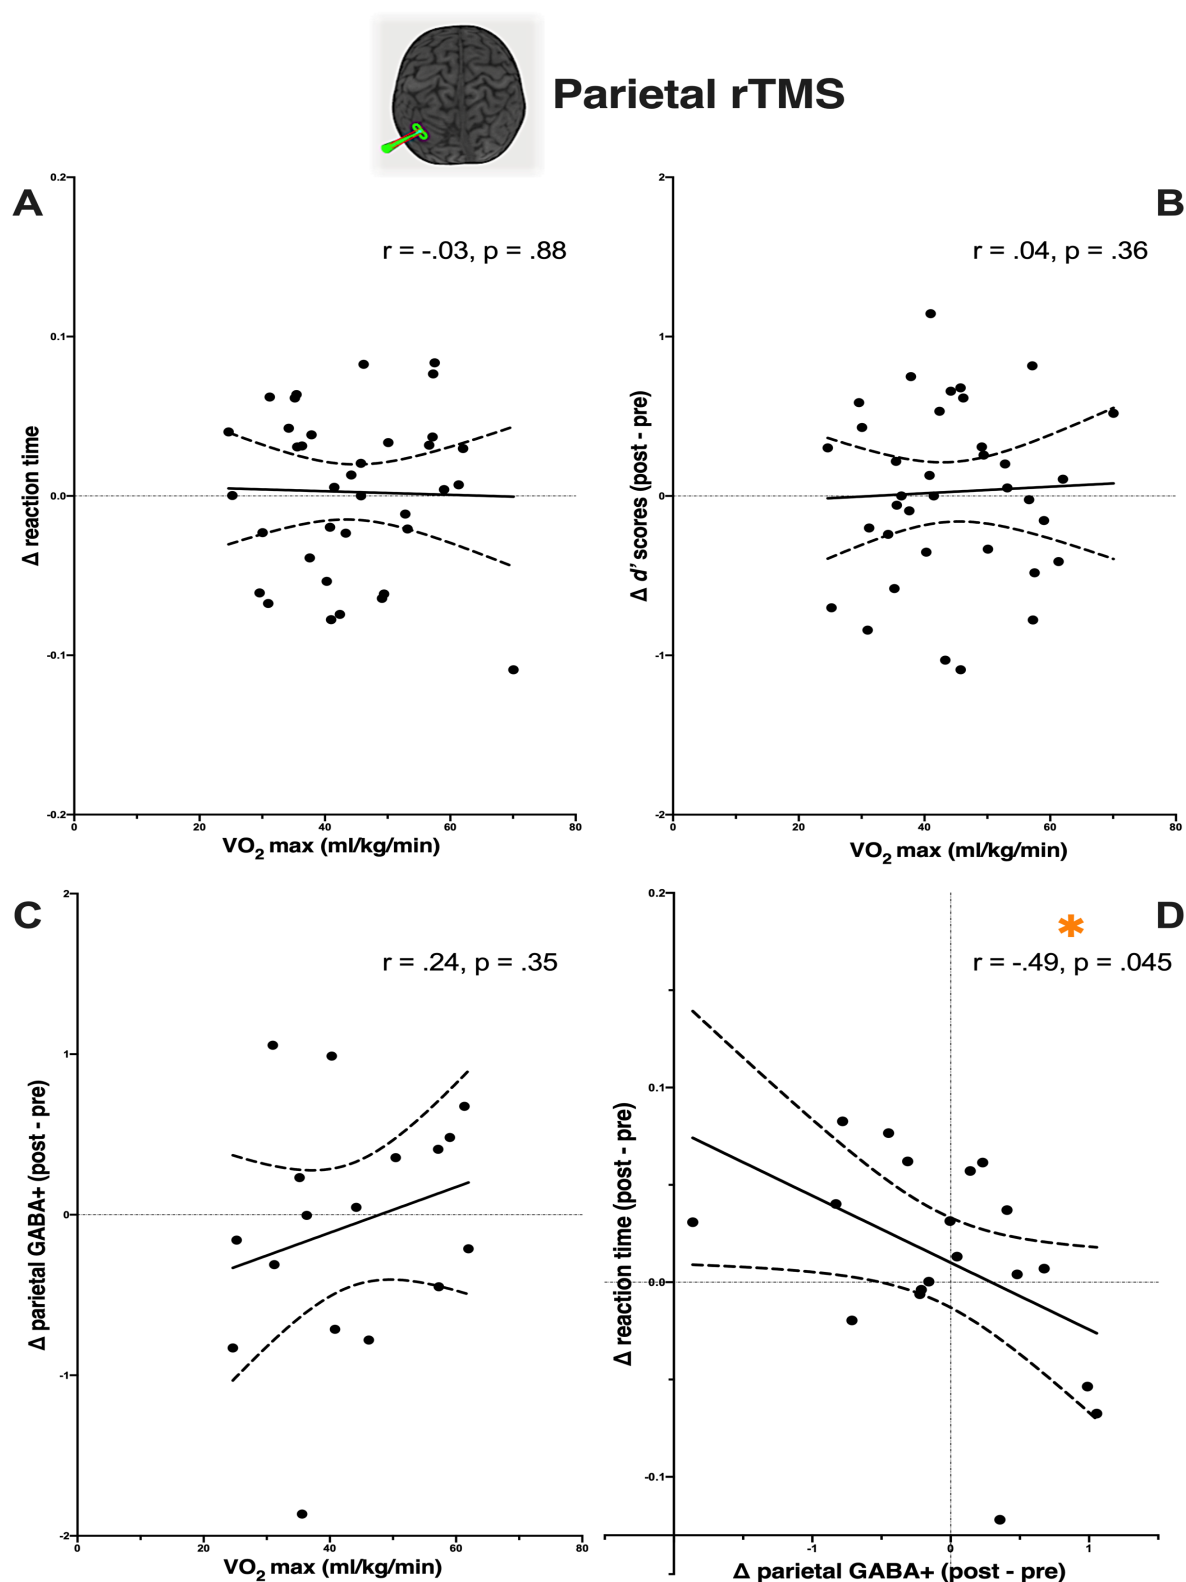 Parietal rTMS
A
r = -.03, p = .88
0.2
0.1
0.0
-0.1
-0.2
Δ reaction time
0 20 40 60 80
VO2 max (ml/kg/min)
B
r = .04, p = .36
2
1
0
-1
-2
Δ d' scores (post - pre)
0 20 40 60 80
VO2 max (ml/kg/min)
C
r = .24, p = .35
2
1
0
-1
-2
Δ parietal GABA+ (post - pre)
0 20 40 60 80
VO2 max (ml/kg/min)
D
*
r = -.49, p = .045
0.2
0.1
0.0
-0.1
Δ reaction time (post - pre)
-1 0 1
Δ parietal GABA+ (post - pre)